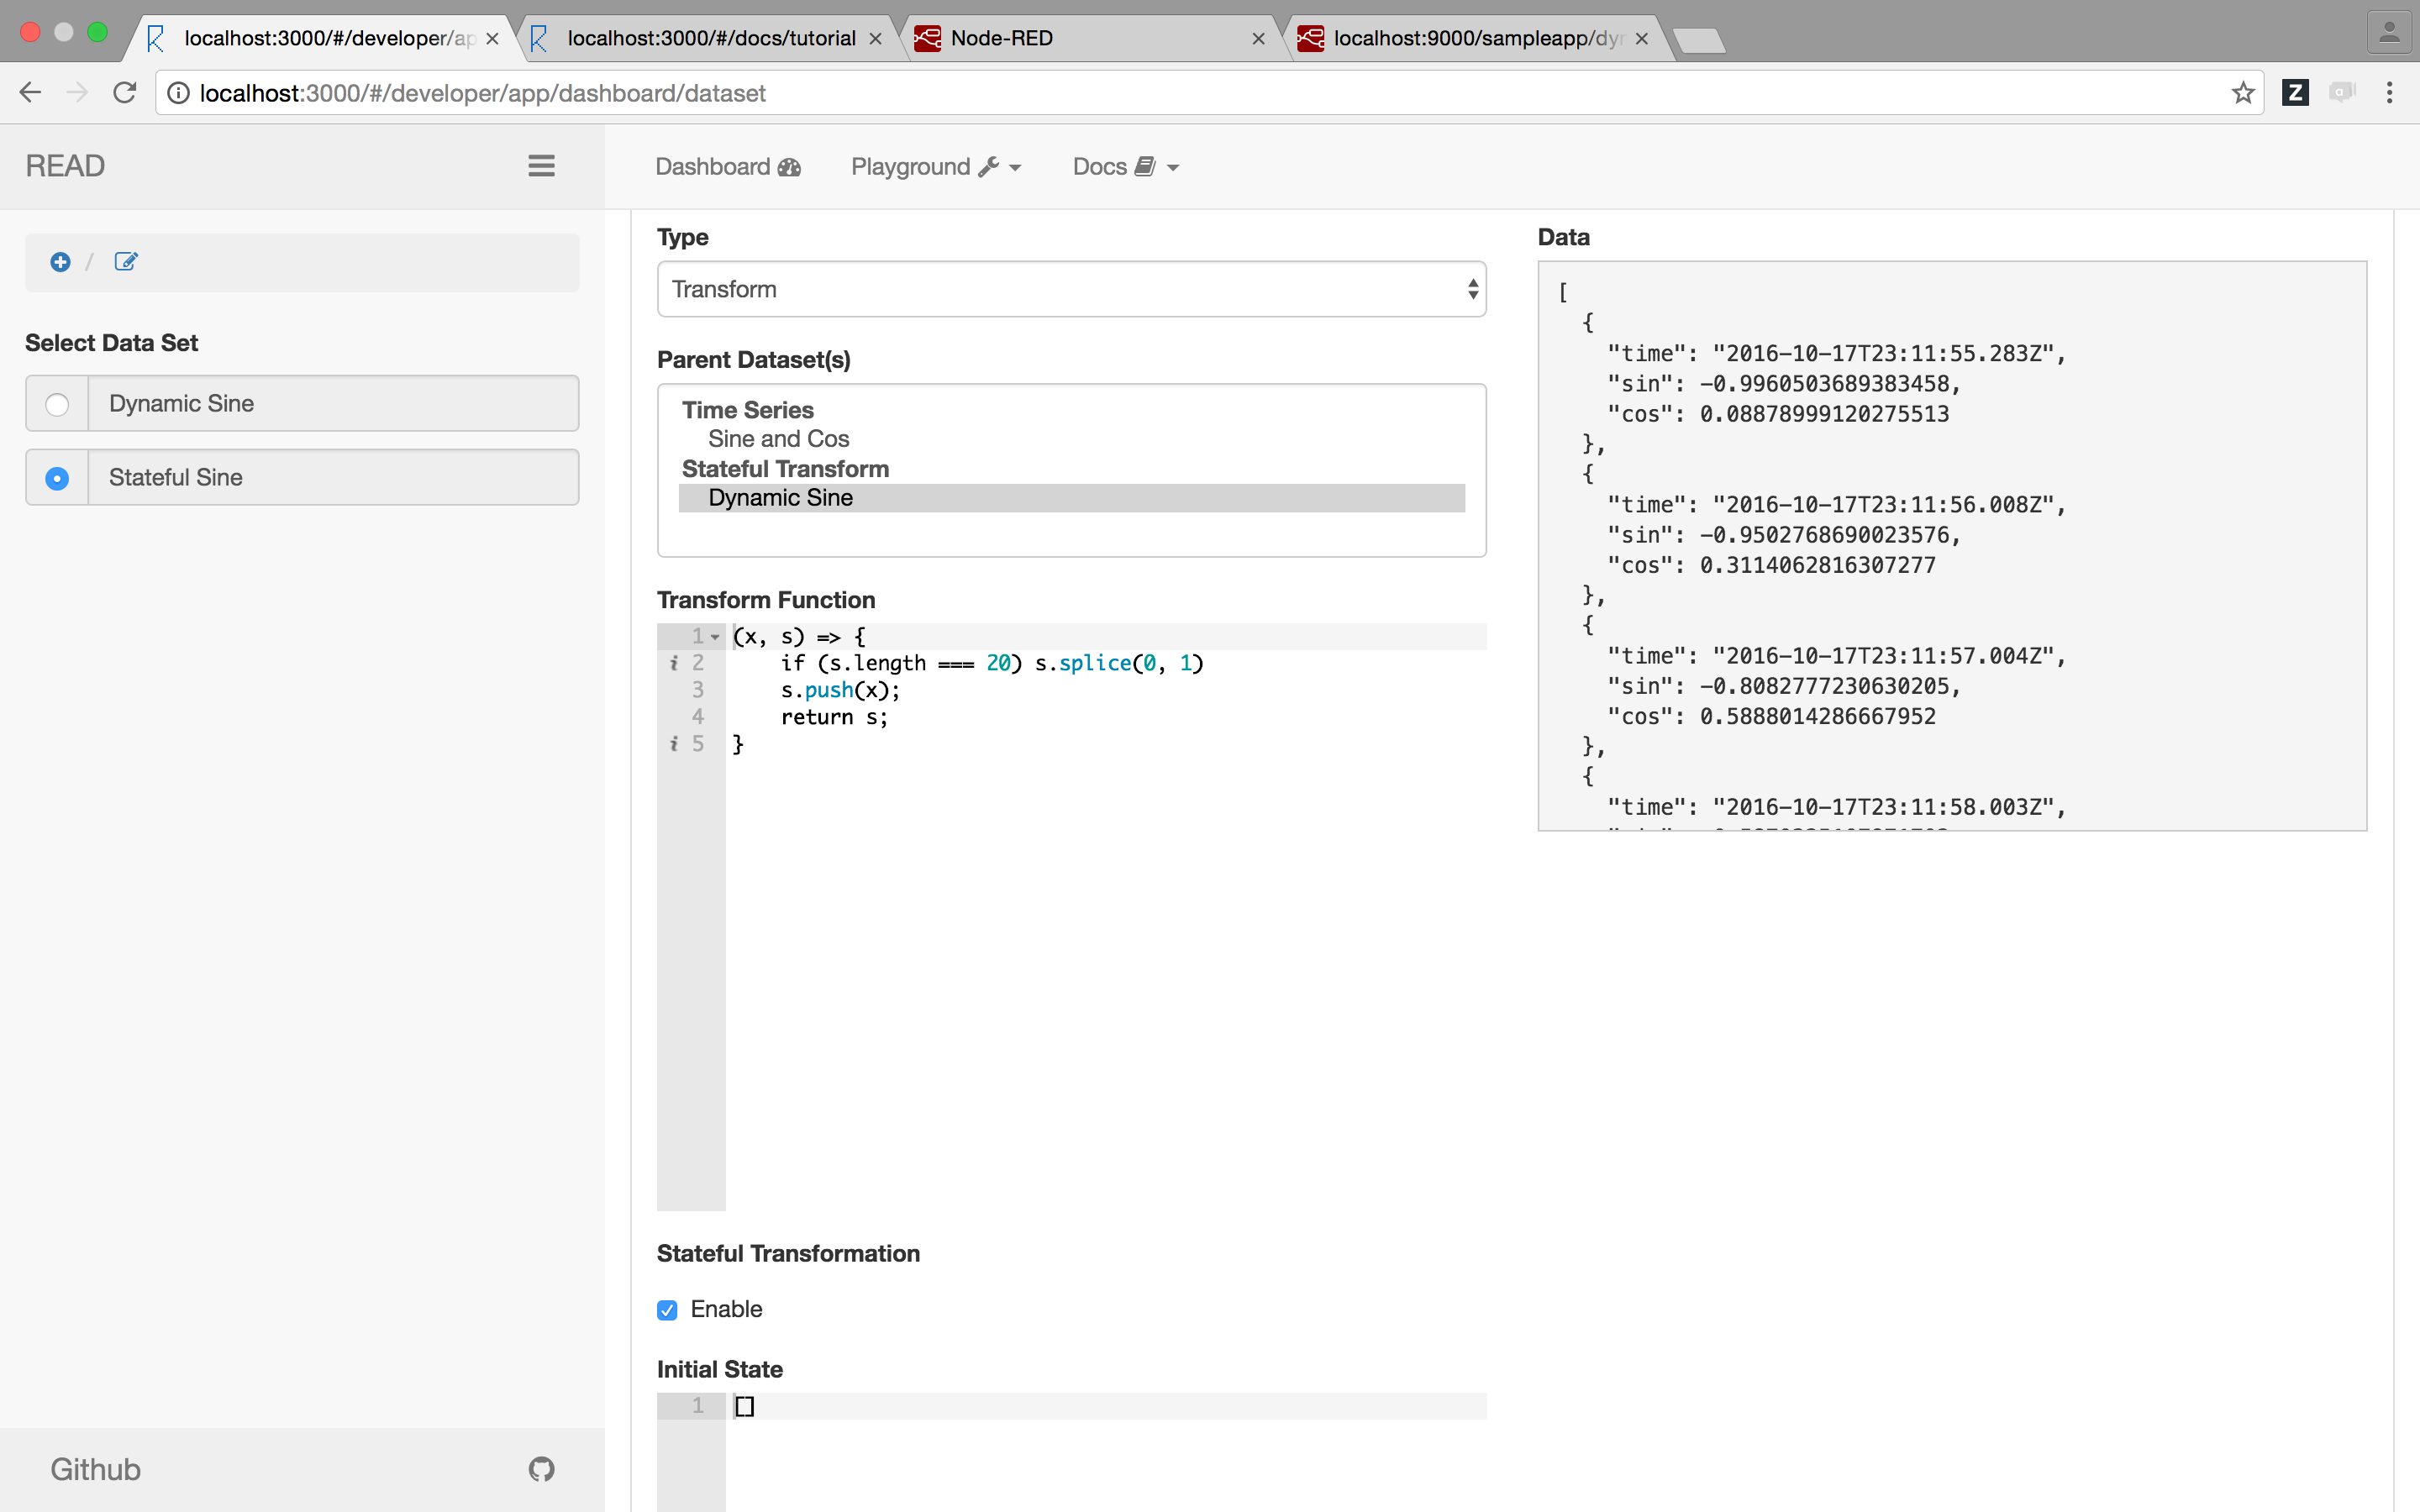 localhost:3000/#/developer/ap
localhost:3000/#/docs/tutorial
Node-RED
localhost:9000/sampleapp/dyn
localhost:3000/#/developer/app/dashboard/dataset
Z
a
READ
Dashboard
Playground
Docs
/
Select Data Set
Dynamic Sine
Stateful Sine
Github
Type
Transform
Parent Dataset(s)
Time Series
Sine and Cos
Stateful Transform
Dynamic Sine
Transform Function
1 (x, s) => {
i 2     if (s.length === 20) s.splice(0, 1)
3     s.push(x);
4     return s;
i 5 }
Stateful Transformation
Enable
Initial State
1 []
Data
[
  {
    "time": "2016-10-17T23:11:55.283Z",
    "sin": -0.9960503689383458,
    "cos": 0.08878999120275513
  },
  {
    "time": "2016-10-17T23:11:56.008Z",
    "sin": -0.9502768690023576,
    "cos": 0.3114062816307277
  },
  {
    "time": "2016-10-17T23:11:57.004Z",
    "sin": -0.8082777230630205,
    "cos": 0.5888014286667952
  },
  {
    "time": "2016-10-17T23:11:58.003Z",